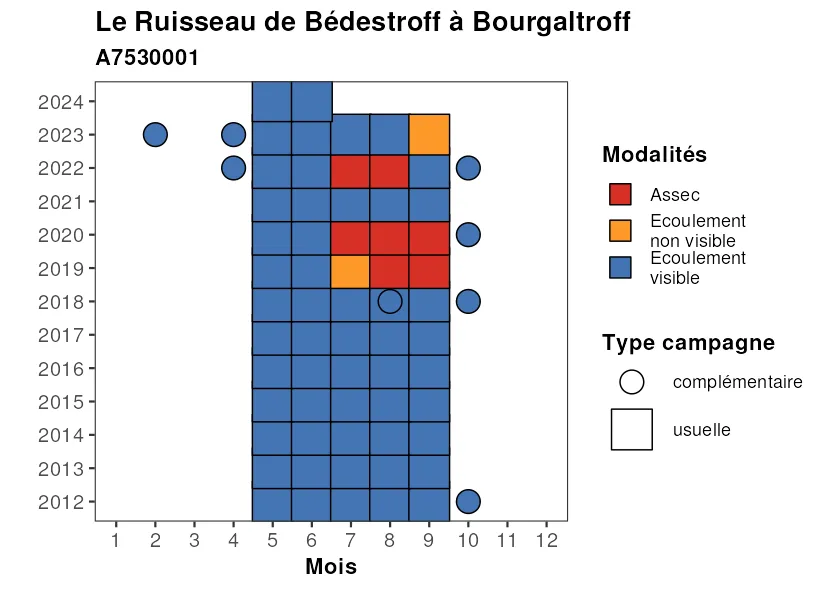 Le Ruisseau de Bédestroff à Bourgaltroff
A7530001
2024
2023
2022
2021
2020
2019
2018
2017
2016
2015
2014
2013
2012
1 2 3 4 5 6 7 8 9 10 11 12
Mois
Modalités
Assec
Ecoulement
non visible
Ecoulement
visible
Type campagne
complémentaire
usuelle